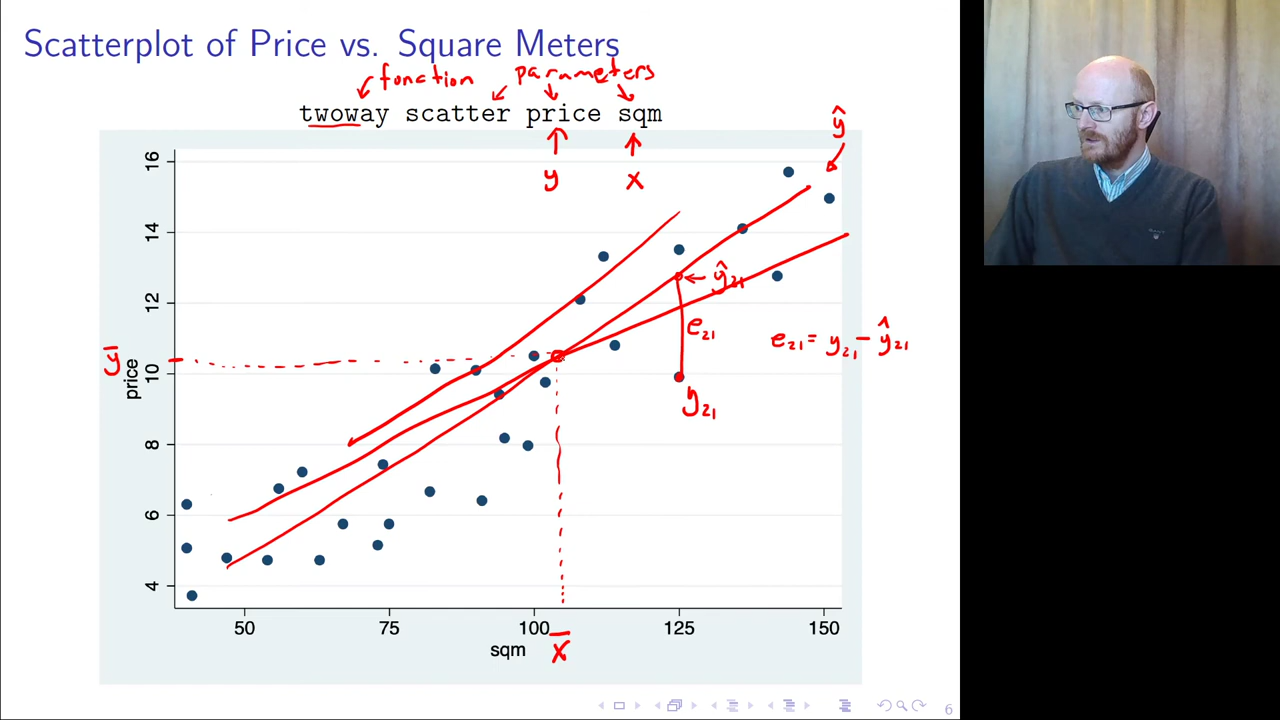 Scatterplot of Price vs. Square Meters
function parameters
twoway scatter price sqm
y x
ŷ
16
14
12
10
8
6
4
price
ȳ
ŷ₂₁
e₂₁
e₂₁ = y₂₁ − ŷ₂₁
y₂₁
50 75 100 125 150
sqm
x̄
6